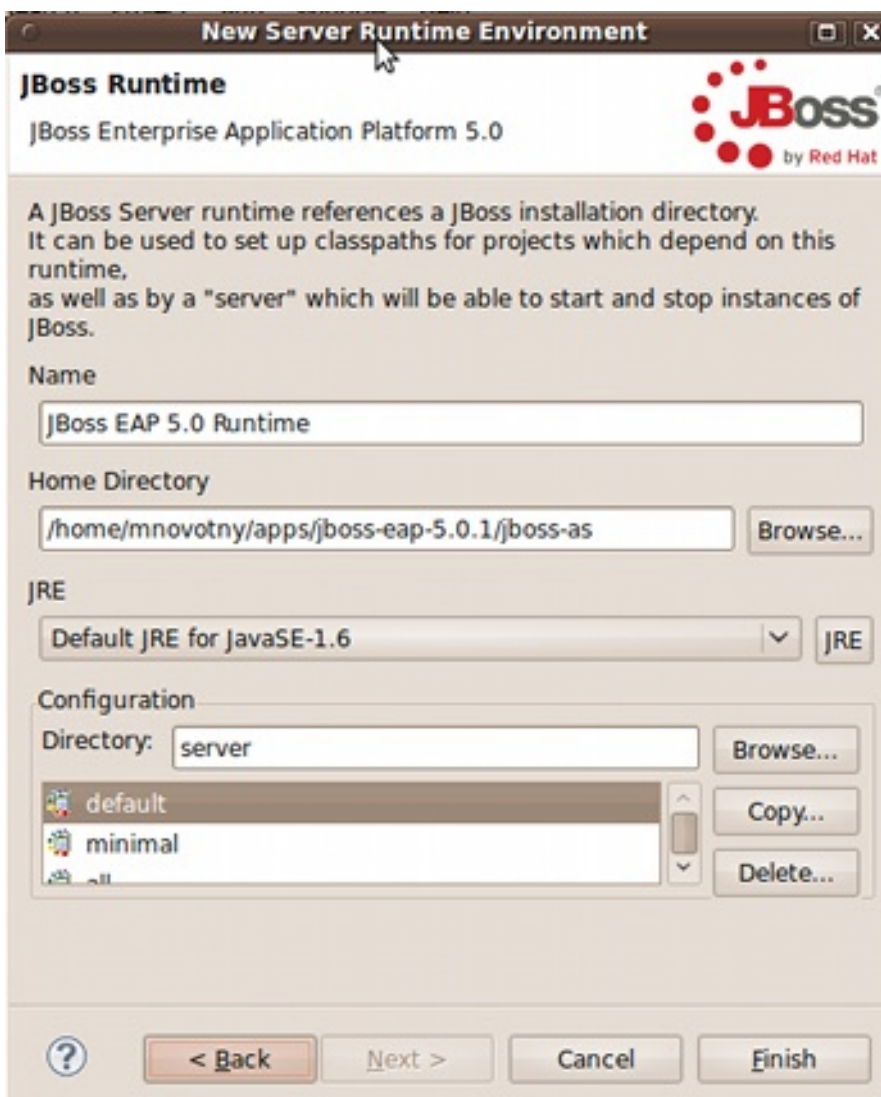 New Server Runtime Environment
JBoss Runtime
JBoss Enterprise Application Platform 5.0
JBoss
by Red Hat
A JBoss Server runtime references a JBoss installation directory.
It can be used to set up classpaths for projects which depend on this
runtime,
as well as by a "server" which will be able to start and stop instances of
JBoss.
Name
JBoss EAP 5.0 Runtime
Home Directory
/home/mnovotny/apps/jboss-eap-5.0.1/jboss-as
Browse...
JRE
Default JRE for JavaSE-1.6
JRE
Configuration
Directory:
server
Browse...
default
Copy...
minimal
all
Delete...
?
< Back
Next >
Cancel
Finish